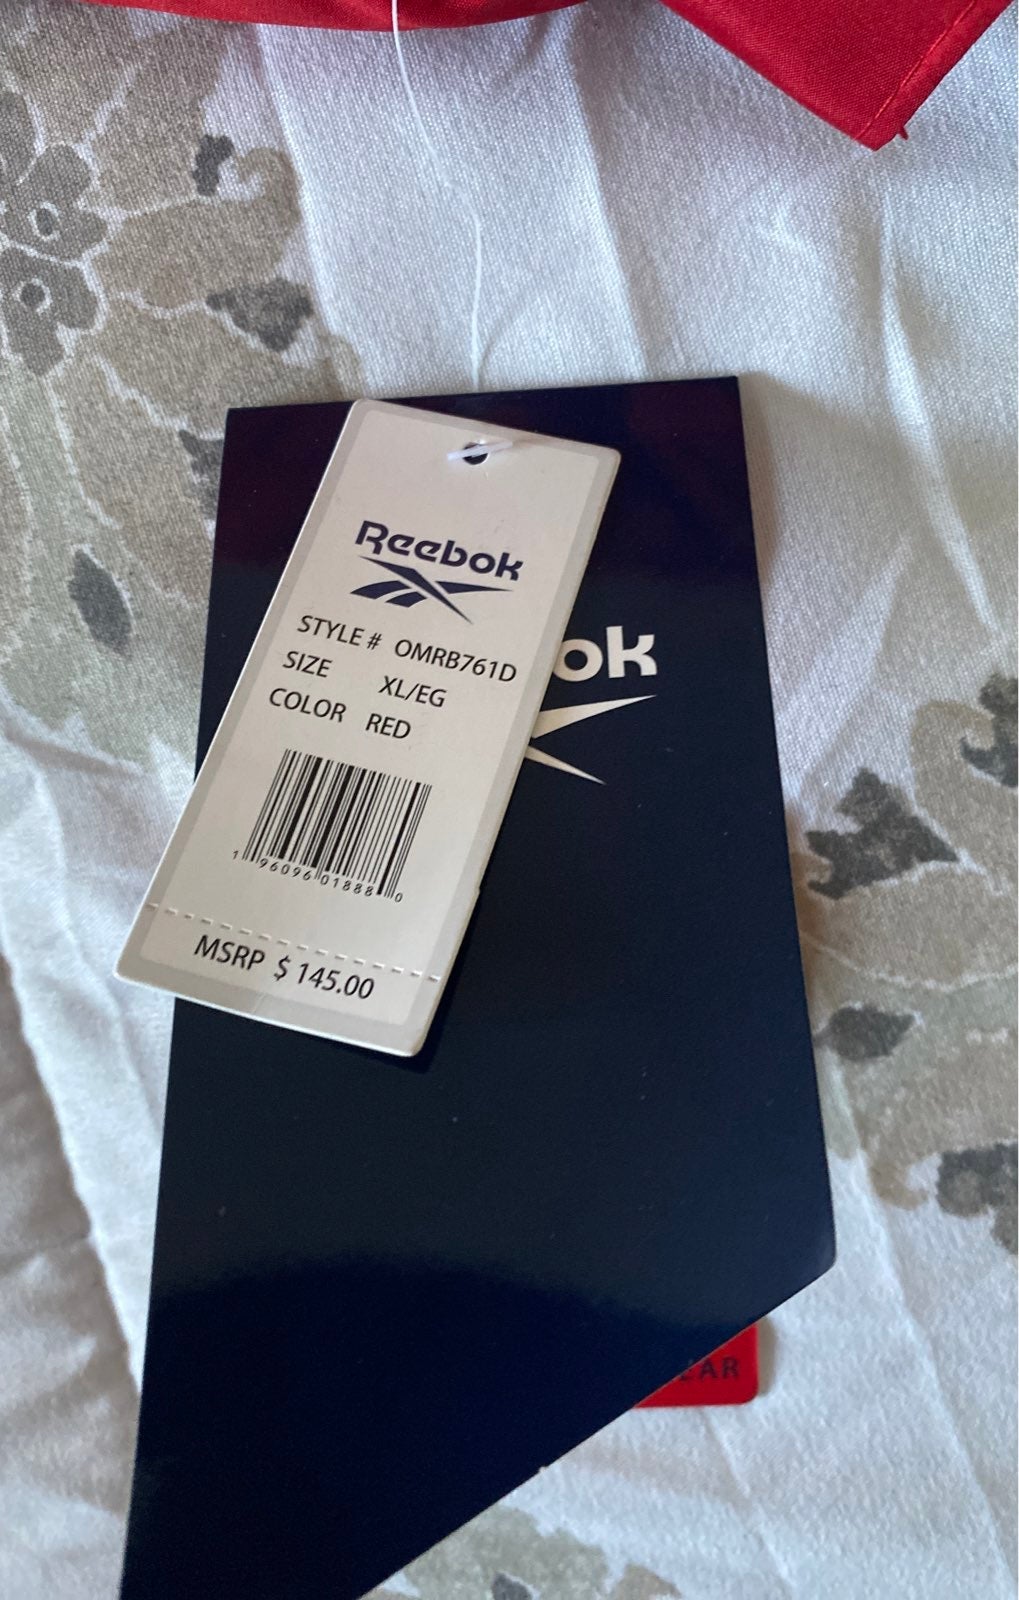 Reebok
STYLE # OMRB761D
SIZE XL/EG
COLOR RED
1 96096 01888 0
MSRP $ 145.00
ok
EAR